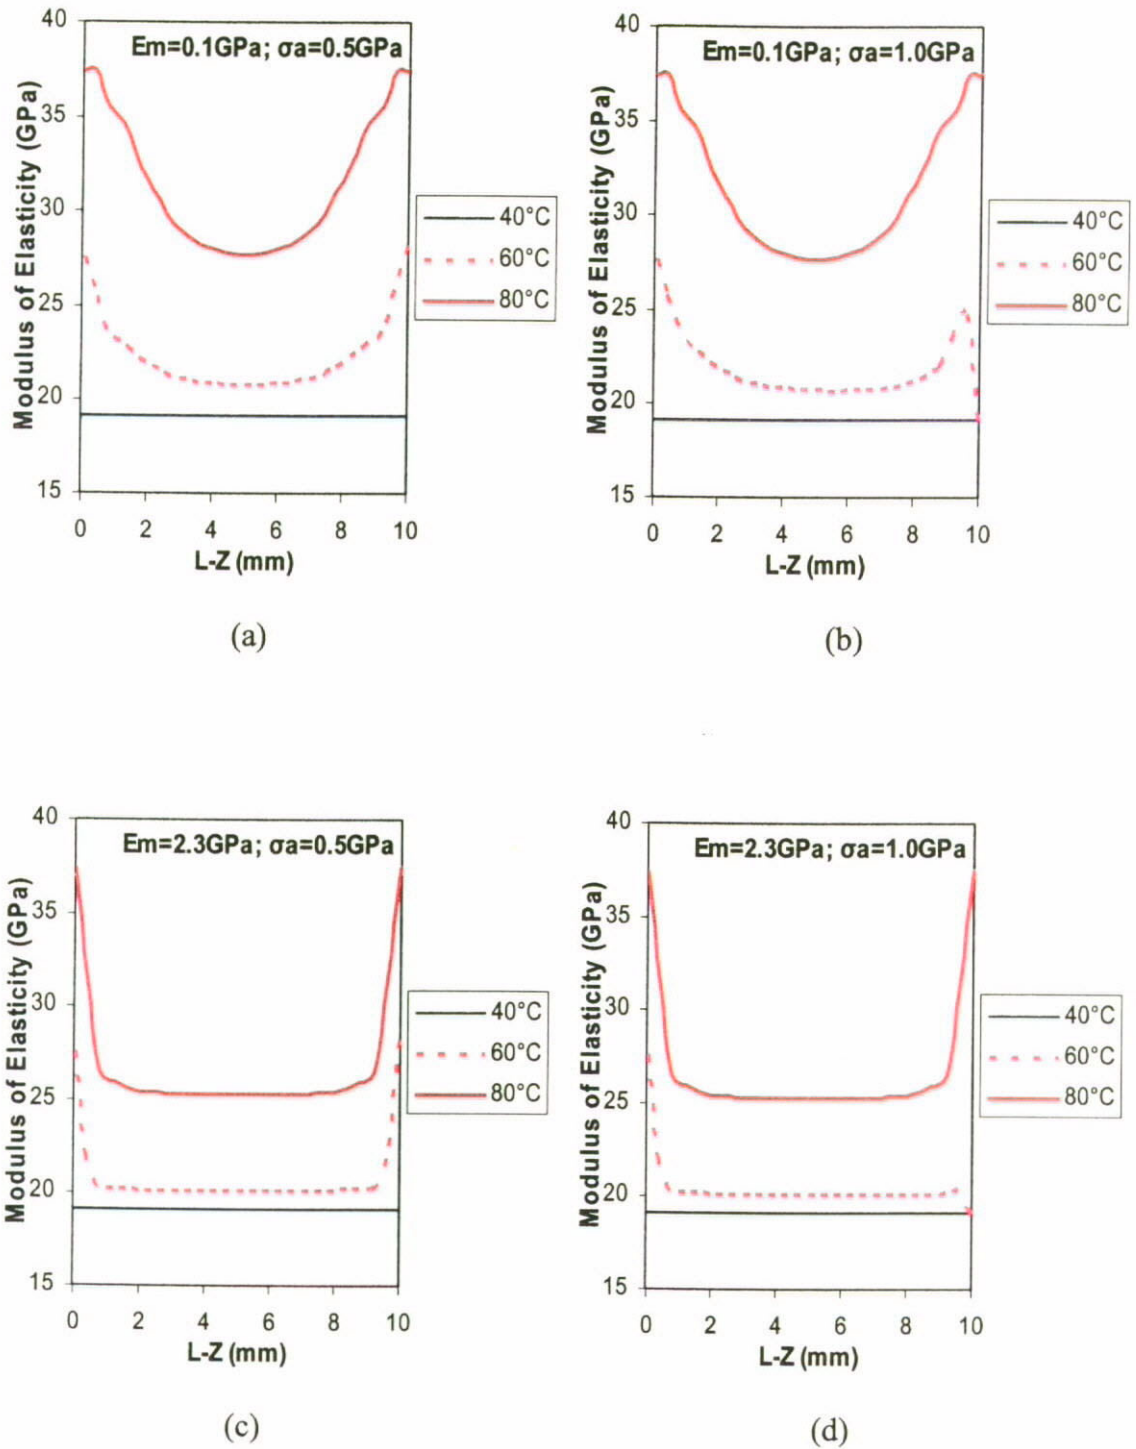 40
Em=0.1GPa; σa=0.5GPa
35
30
25
20
15
Modulus of Elasticity (GPa)
0 2 4 6 8 10
L-Z (mm)
40°C
60°C
80°C
(a)
40
Em=0.1GPa; σa=1.0GPa
35
30
25
20
15
Modulus of Elasticity (GPa)
0 2 4 6 8 10
L-Z (mm)
40°C
60°C
80°C
(b)
40
Em=2.3GPa; σa=0.5GPa
35
30
25
20
15
Modulus of Elasticity (GPa)
0 2 4 6 8 10
L-Z (mm)
40°C
60°C
80°C
(c)
40
Em=2.3GPa; σa=1.0GPa
35
30
25
20
15
Modulus of Elasticity (GPa)
0 2 4 6 8 10
L-Z (mm)
40°C
60°C
80°C
(d)